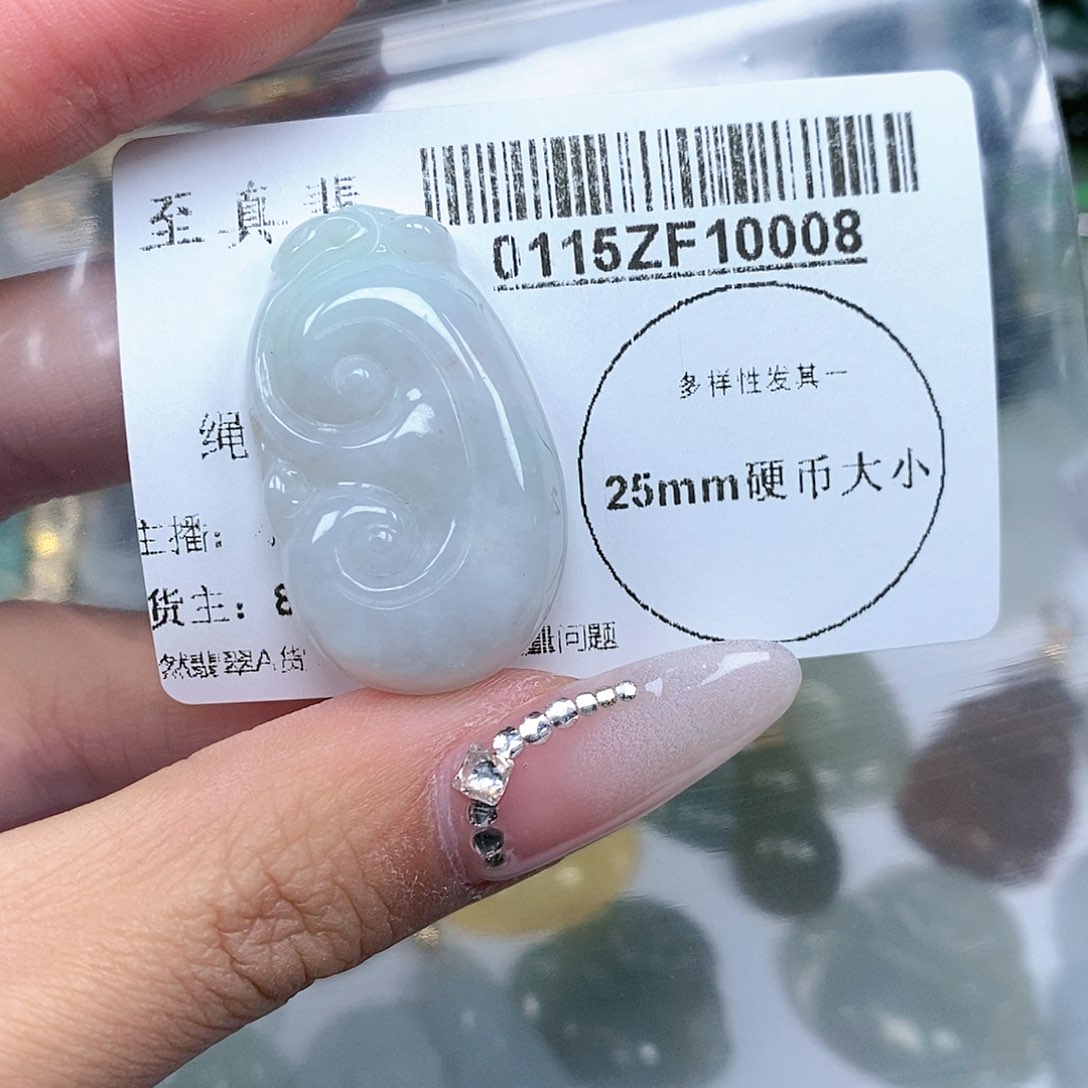 至真翡
0115ZF10008
多样性发其一
25mm硬币大小
绳
主播：
货主：8
然翡翠A货
问题